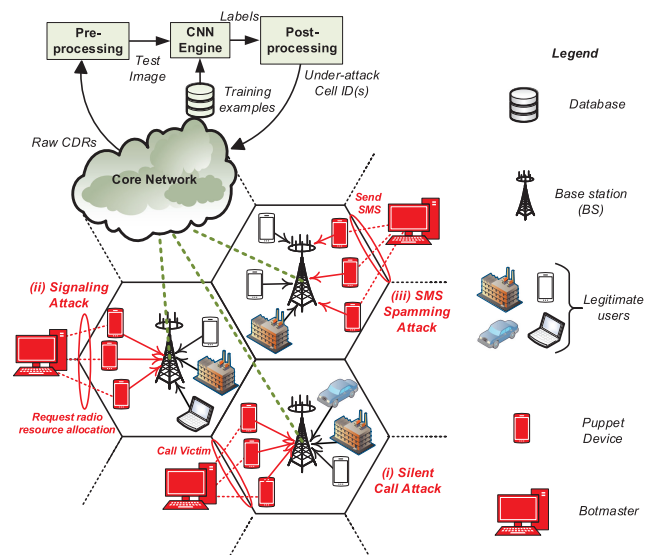 Pre-
processing
Test
Image
CNN
Engine
Labels
Post-
processing
Training
examples
Under-attack
Cell ID(s)
Raw CDRs
Core Network
Send
SMS
(iii) SMS
Spamming
Attack
(ii) Signaling
Attack
Request radio
resource allocation
Call Victim
(i) Silent
Call Attack
Legend
Database
Base station
(BS)
Legitimate
users
Puppet
Device
Botmaster